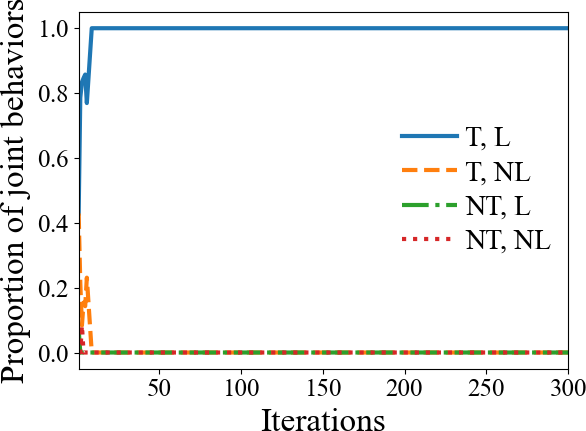 Proportion of joint behaviors
1.0
0.8
0.6
0.4
0.2
0.0
T, L
T, NL
NT, L
NT, NL
50
100
150
200
250
300
Iterations